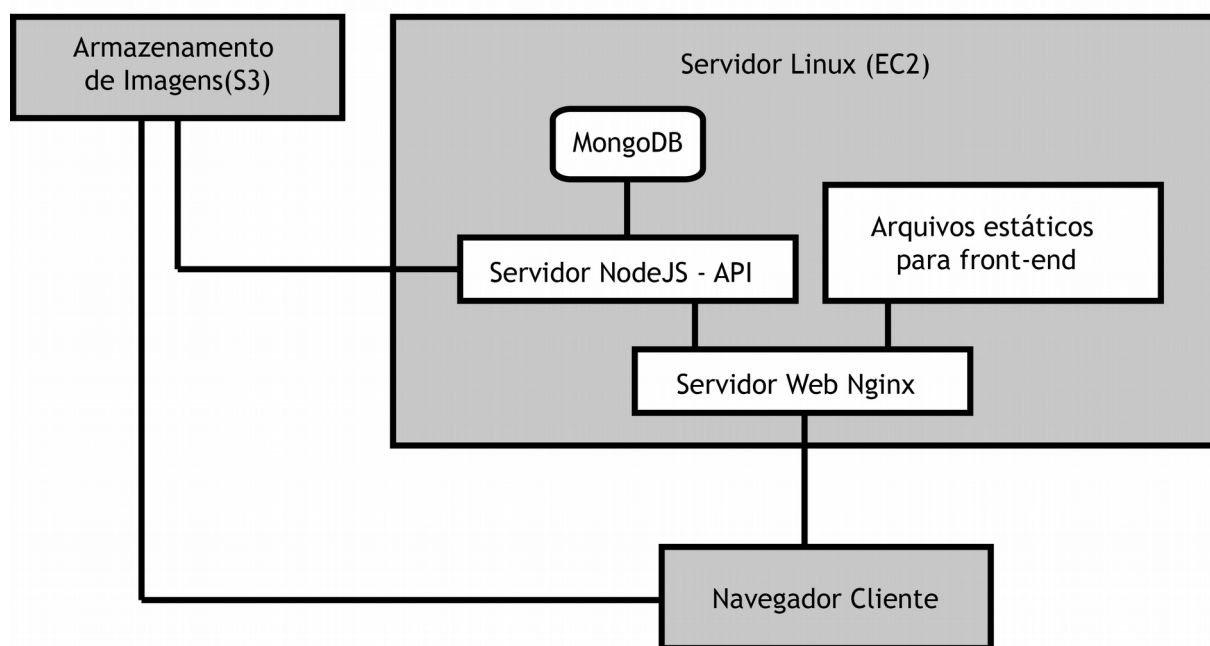 Armazenamento
de Imagens(S3)
Servidor Linux (EC2)
MongoDB
Arquivos estáticos
para front-end
Servidor NodeJS - API
Servidor Web Nginx
Navegador Cliente